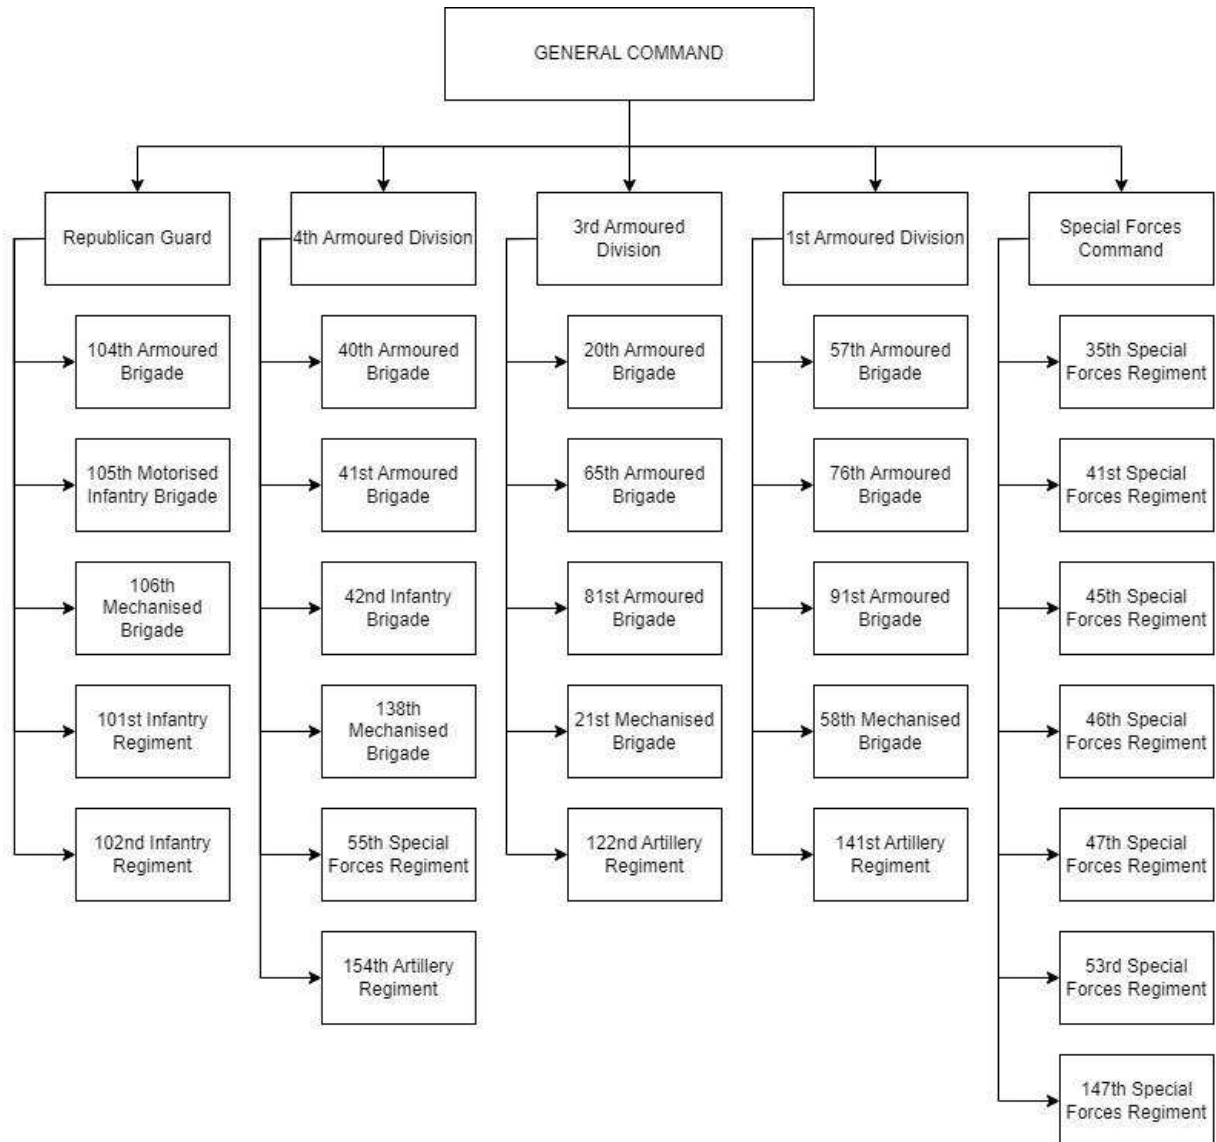 GENERAL COMMAND
Republican Guard
4th Armoured Division
3rd Armoured
Division
1st Armoured Division
Special Forces
Command
104th Armoured
Brigade
40th Armoured
Brigade
20th Armoured
Brigade
57th Armoured
Brigade
35th Special
Forces Regiment
105th Motorised
Infantry Brigade
41st Armoured
Brigade
65th Armoured
Brigade
76th Armoured
Brigade
41st Special
Forces Regiment
106th
Mechanised
Brigade
42nd Infantry
Brigade
81st Armoured
Brigade
91st Armoured
Brigade
45th Special
Forces Regiment
101st Infantry
Regiment
138th
Mechanised
Brigade
21st Mechanised
Brigade
58th Mechanised
Brigade
46th Special
Forces Regiment
102nd Infantry
Regiment
55th Special
Forces Regiment
122nd Artillery
Regiment
141st Artillery
Regiment
47th Special
Forces Regiment
154th Artillery
Regiment
53rd Special
Forces Regiment
147th Special
Forces Regiment